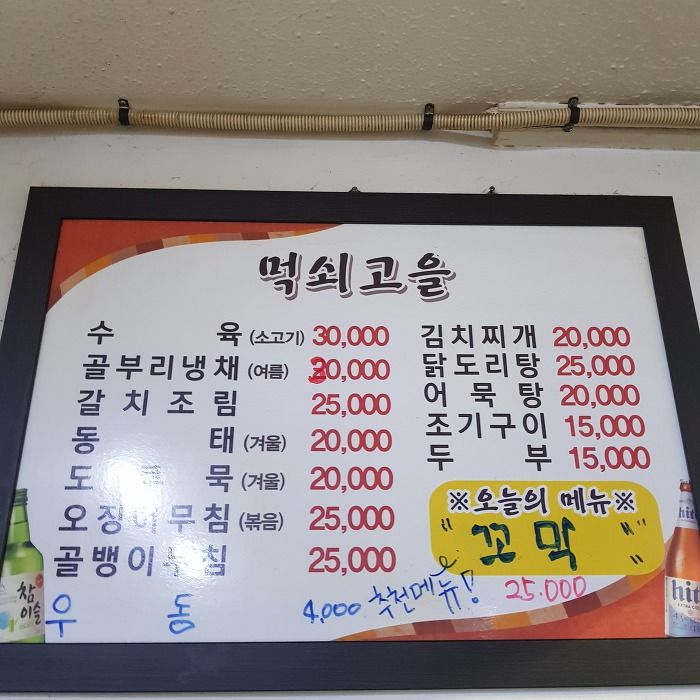 먹쇠고을
수 육 (소고기) 30,000
골부리냉채 (여름) 30,000
갈치조림 25,000
동 태 (겨울) 20,000
도 묵 (겨울) 20,000
오징어무침 (볶음) 25,000
골뱅이무침 25,000
우 동 4,000
김치찌개 20,000
닭도리탕 25,000
어묵탕 20,000
조기구이 15,000
두 부 15,000
※오늘의 메뉴※
"꼬막"
추천메뉴! 25.000
참이슬
hite
EXTRA COLD